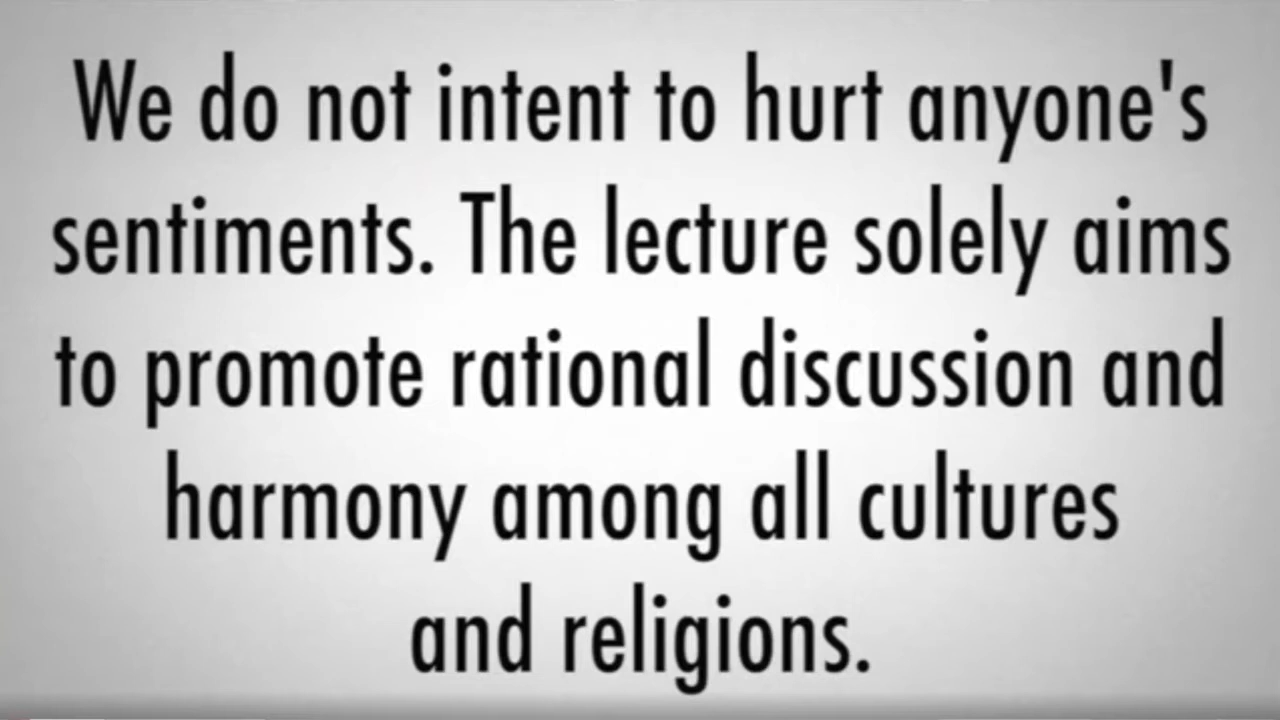 We do not intent to hurt anyone's
sentiments. The lecture solely aims
to promote rational discussion and
harmony among all cultures
and religions.